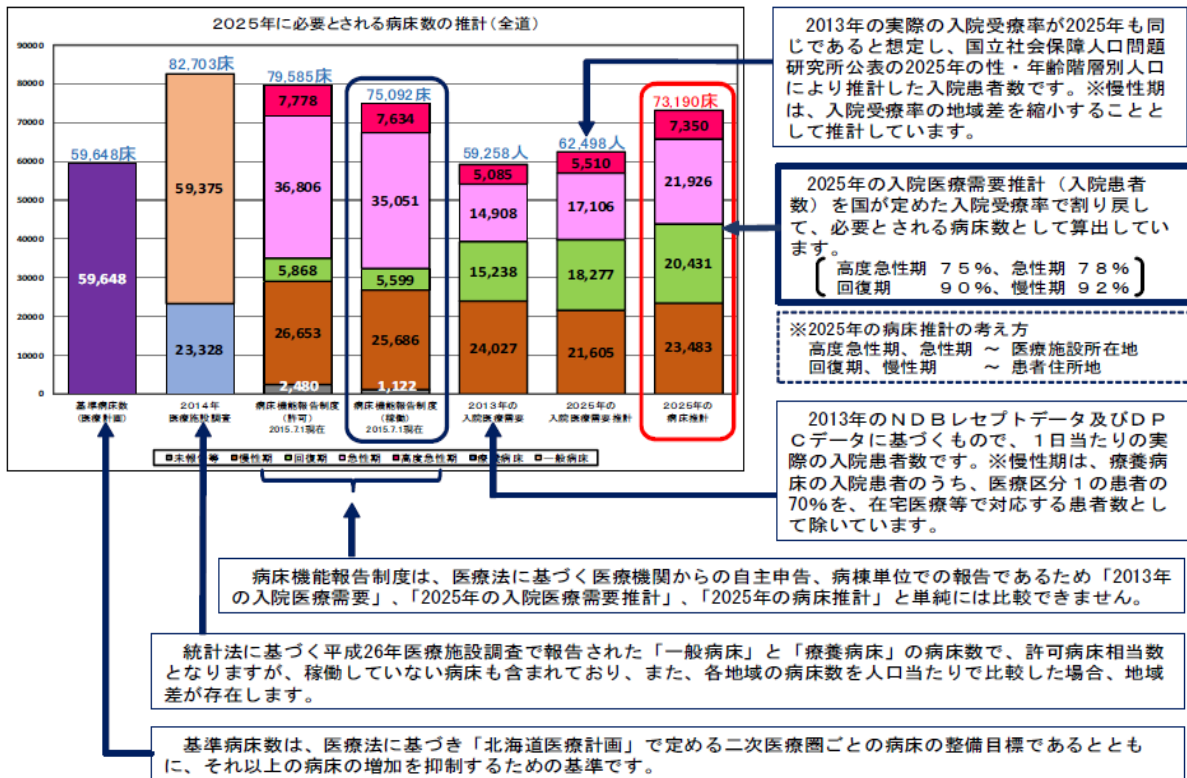 2025年に必要とされる病床数の推計（全道）
90000
80000
70000
60000
50000
40000
30000
20000
10000
0
59,648床
59,648
82,703床
59,375
23,328
79,585床
7,778
36,806
5,868
26,653
2,480
75,092床
7,634
35,051
5,599
25,686
1,122
59,258人
5,085
14,908
15,238
24,027
62,498人
5,510
17,106
18,277
21,605
73,190床
7,350
21,926
20,431
23,483
基準病床数
（医療計画）
2014年
医療施設調査
病床機能報告制度
（許可）
2015.7.1現在
病床機能報告制度
（稼働）
2015.7.1現在
2013年の
入院医療需要
2025年の
入院医療需要推計
2025年の
病床推計
■未報告等 ■慢性期 ■回復期 ■急性期 ■高度急性期 ■療養病床 ■一般病床
2013年の実際の入院受療率が2025年も同
じであると想定し、国立社会保障人口問題
研究所公表の2025年の性・年齢階層別人口
により推計した入院患者数です。※慢性期
は、入院受療率の地域差を縮小することと
して推計しています。
2025年の入院医療需要推計（入院患者
数）を国が定めた入院受療率で割り戻し
て、必要とされる病床数として算出してい
ます。
高度急性期 ７５％、急性期 ７８％
回復期 ９０％、慢性期 ９２％
※2025年の病床推計の考え方
高度急性期、急性期 ～ 医療施設所在地
回復期、慢性期 ～ 患者住所地
2013年のＮＤＢレセプトデータ及びＤＰ
Ｃデータに基づくもので、１日当たりの実
際の入院患者数です。※慢性期は、療養病
床の入院患者のうち、医療区分１の患者の
70%を、在宅医療等で対応する患者数とし
て除いています。
病床機能報告制度は、医療法に基づく医療機関からの自主申告、病棟単位での報告であるため「2013年
の入院医療需要」、「2025年の入院医療需要推計」、「2025年の病床推計」と単純には比較できません。
統計法に基づく平成26年医療施設調査で報告された「一般病床」と「療養病床」の病床数で、許可病床相当数
となりますが、稼働していない病床も含まれており、また、各地域の病床数を人口当たりで比較した場合、地域
差が存在します。
基準病床数は、医療法に基づき「北海道医療計画」で定める二次医療圏ごとの病床の整備目標であるととも
に、それ以上の病床の増加を抑制するための基準です。